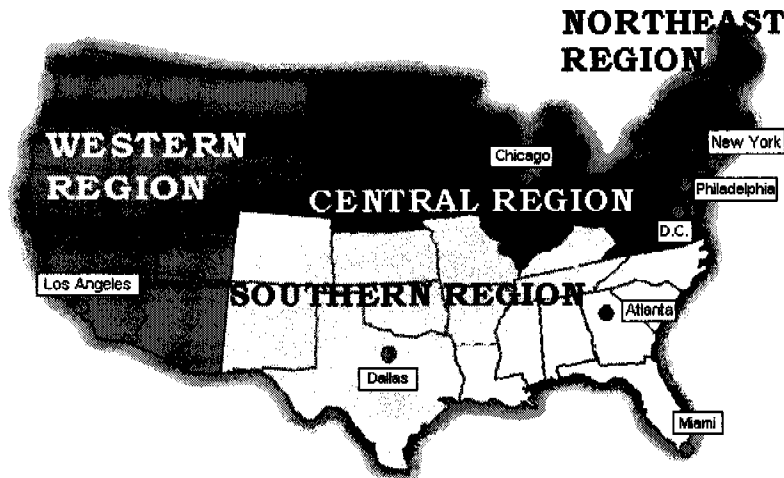 NORTHEAST
REGION
WESTERN
REGION
Chicago
New York
Philadelphia
CENTRAL REGION
D.C.
Los Angeles
SOUTHERN REGION
Atlanta
Dallas
Miami